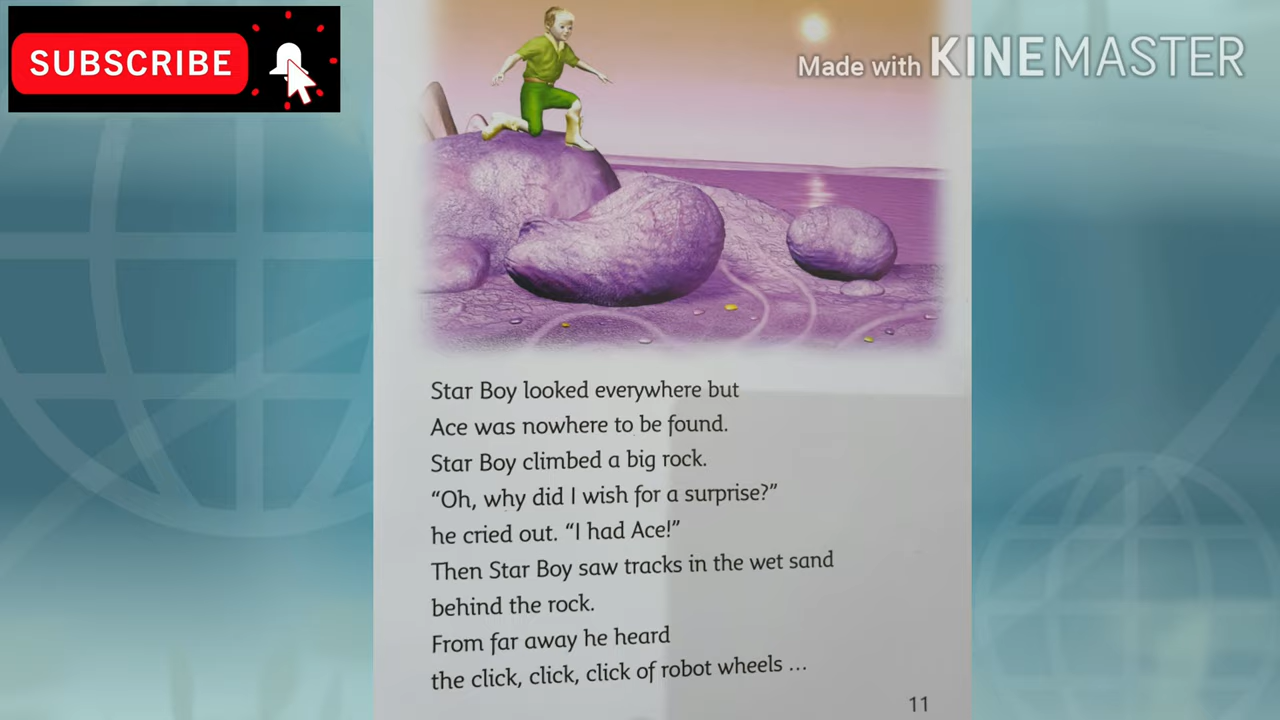 SUBSCRIBE
Made with KINEMASTER
Star Boy looked everywhere but
Ace was nowhere to be found.
Star Boy climbed a big rock.
“Oh, why did I wish for a surprise?”
he cried out. “I had Ace!”
Then Star Boy saw tracks in the wet sand
behind the rock.
From far away he heard
the click, click, click of robot wheels ...
11